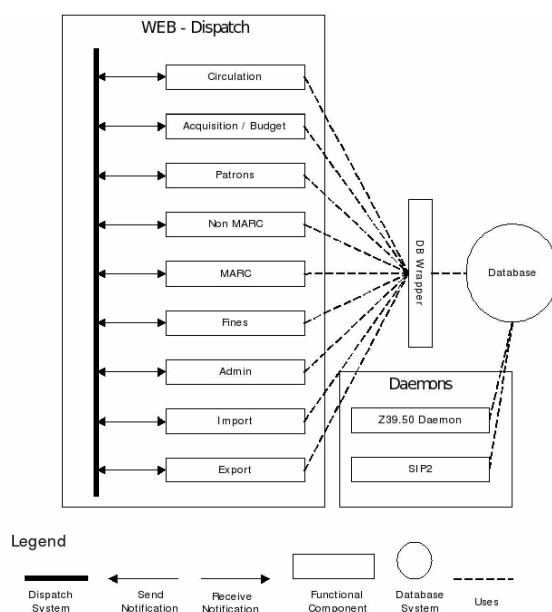 WEB - Dispatch
Circulation
Acquisition / Budget
Patrons
Non MARC
MARC
Fines
Admin
Import
Export
DB Wrapper
Database
Daemons
Z39.50 Daemon
SIP2
Legend
Dispatch
System
Send
Notification
Receive
Notification
Functional
Component
Database
System
Uses